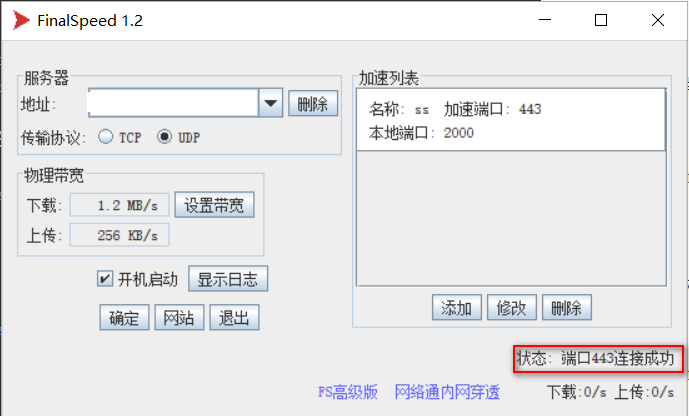 FinalSpeed 1.2
服务器
地址:
删除
传输协议: TCP UDP
物理带宽
下载: 1.2 MB/s 设置带宽
上传: 256 KB/s
开机启动 显示日志
确定 网站 退出
加速列表
名称: ss 加速端口: 443
本地端口: 2000
添加 修改 删除
状态: 端口443连接成功
FS高级版 网络通内网穿透
下载:0/s 上传:0/s